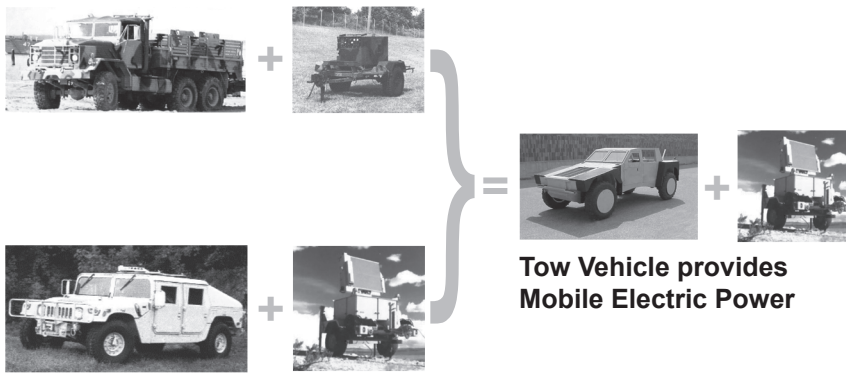 +
+
=
+
Tow Vehicle provides
Mobile Electric Power